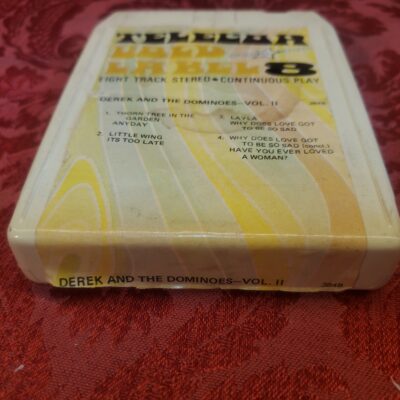 TELECAH
GOLD
LABEL 8
EIGHT TRACK STEREO • CONTINUOUS PLAY
DEREK AND THE DOMINOES—VOL. II
1. THORN TREE IN THE
GARDEN
ANYDAY
2. LITTLE WING
ITS TOO LATE
3. LAYLA
WHY DOES LOVE GOT
TO BE SO SAD
4. WHY DOES LOVE GOT
TO BE SO SAD (cont.)
HAVE YOU EVER LOVED
A WOMAN?
DEREK AND THE DOMINOES—VOL. II